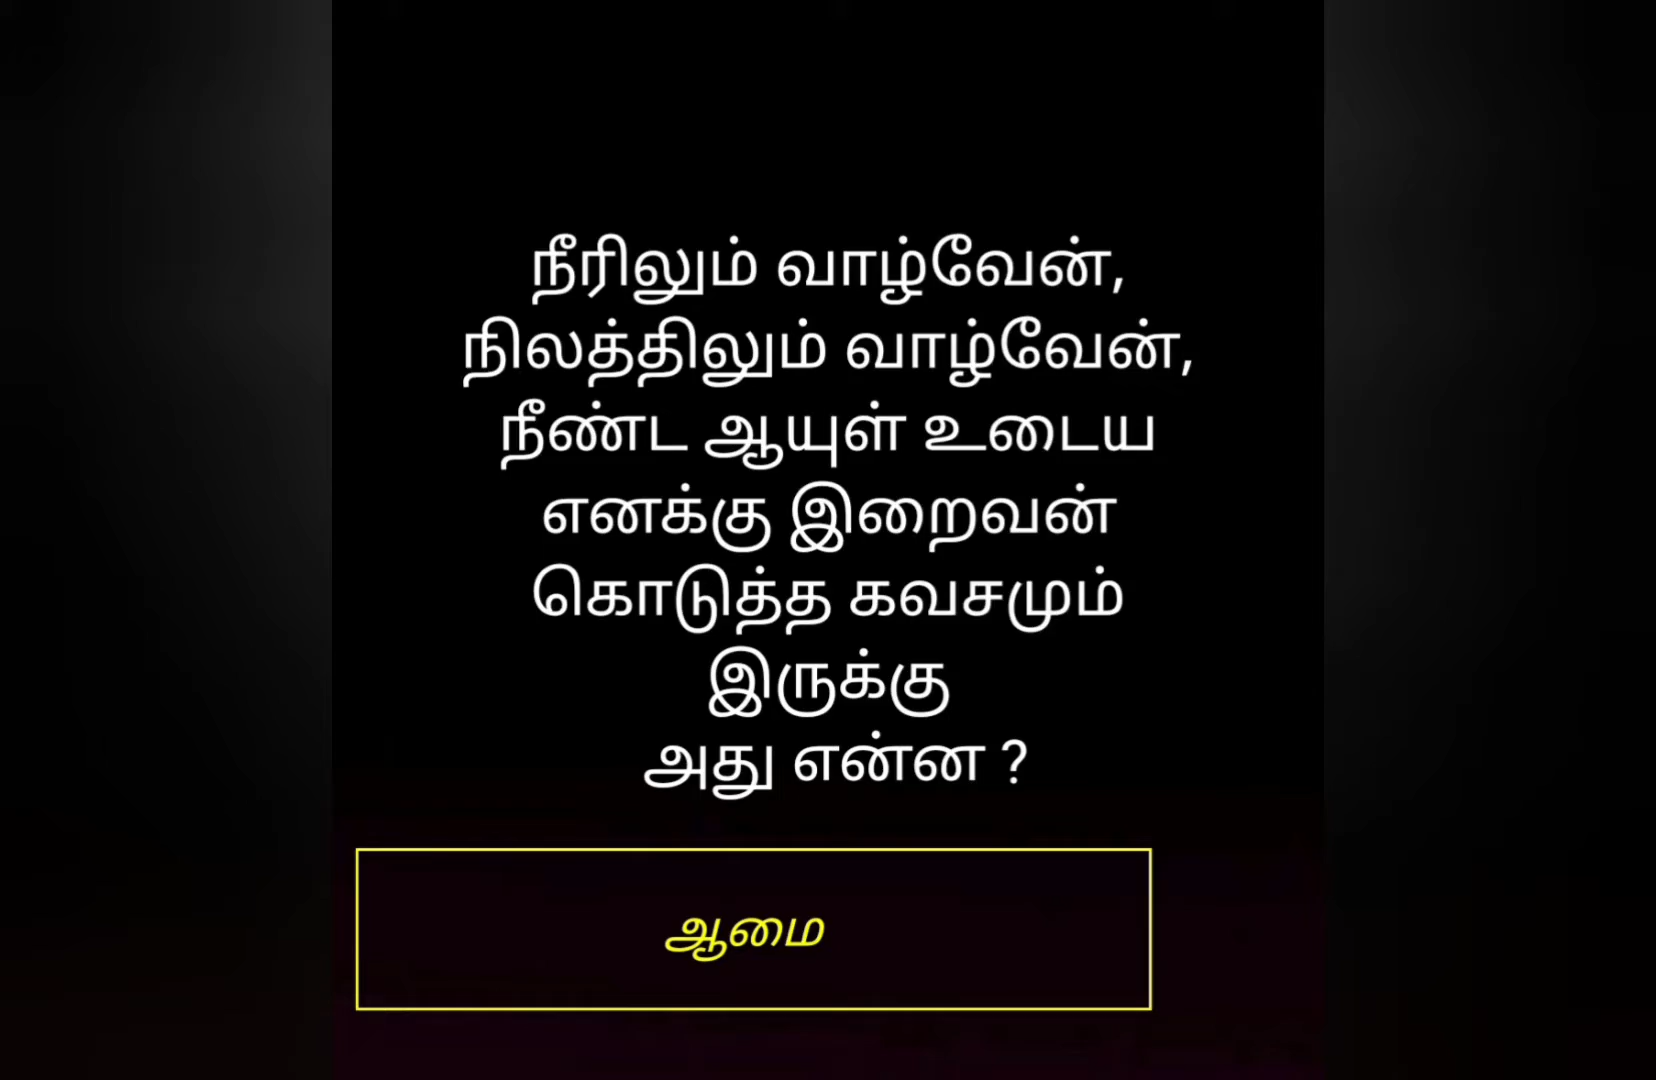 நீரிலும் வாழ்வேன்,
நிலத்திலும் வாழ்வேன்,
நீண்ட ஆயுள் உடைய
எனக்கு இறைவன்
கொடுத்த கவசமும்
இருக்கு
அது என்ன ?
ஆமை